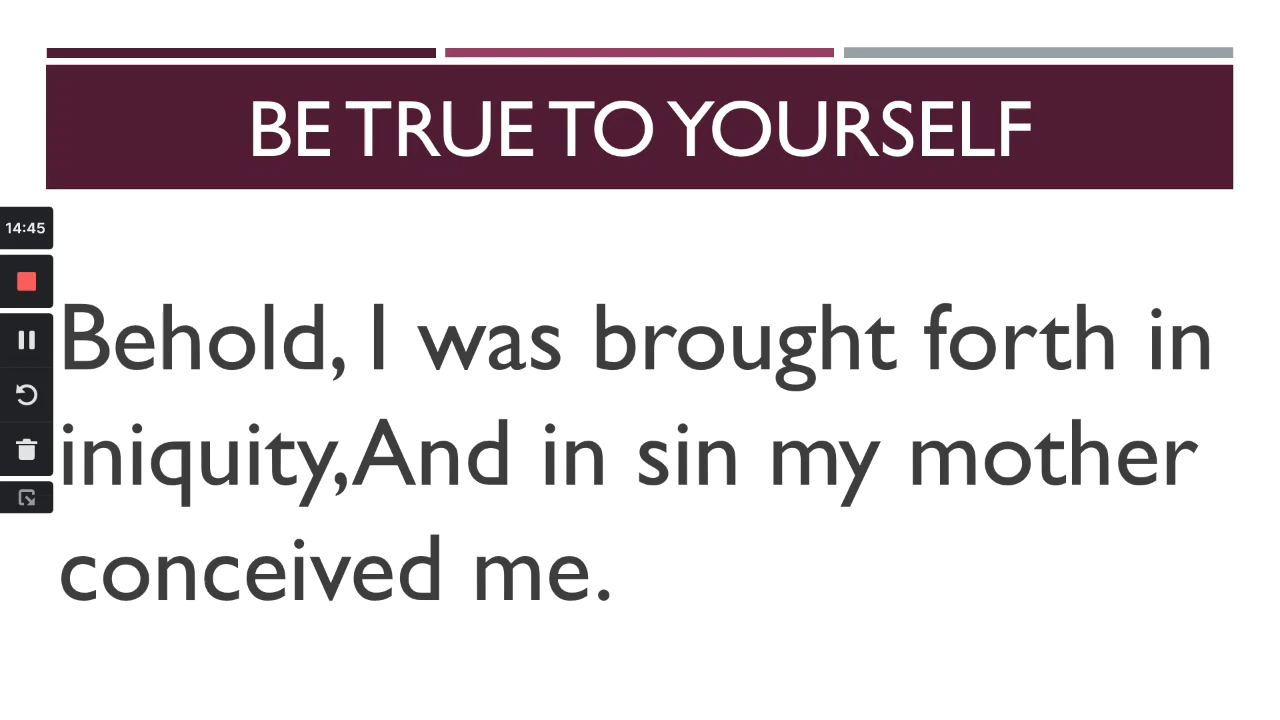 BE TRUE TO YOURSELF
14:45
Behold, I was brought forth in
iniquity,And in sin my mother
conceived me.